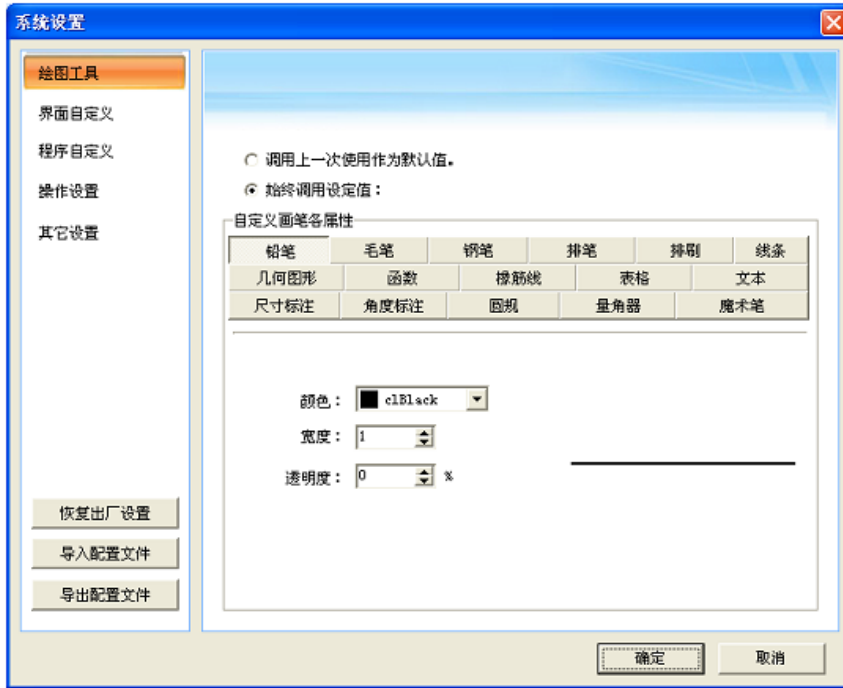 系统设置
绘图工具
界面自定义
程序自定义
操作设置
其它设置
恢复出厂设置
导入配置文件
导出配置文件
调用上一次使用作为默认值。
始终调用设定值：
自定义画笔各属性
铅笔 毛笔 钢笔 排笔 排刷 线条
几何图形 函数 橡筋线 表格 文本
尺寸标注 角度标注 圆规 量角器 魔术笔
颜色： clBlack
宽度： 1
透明度： 0 %
确定 取消